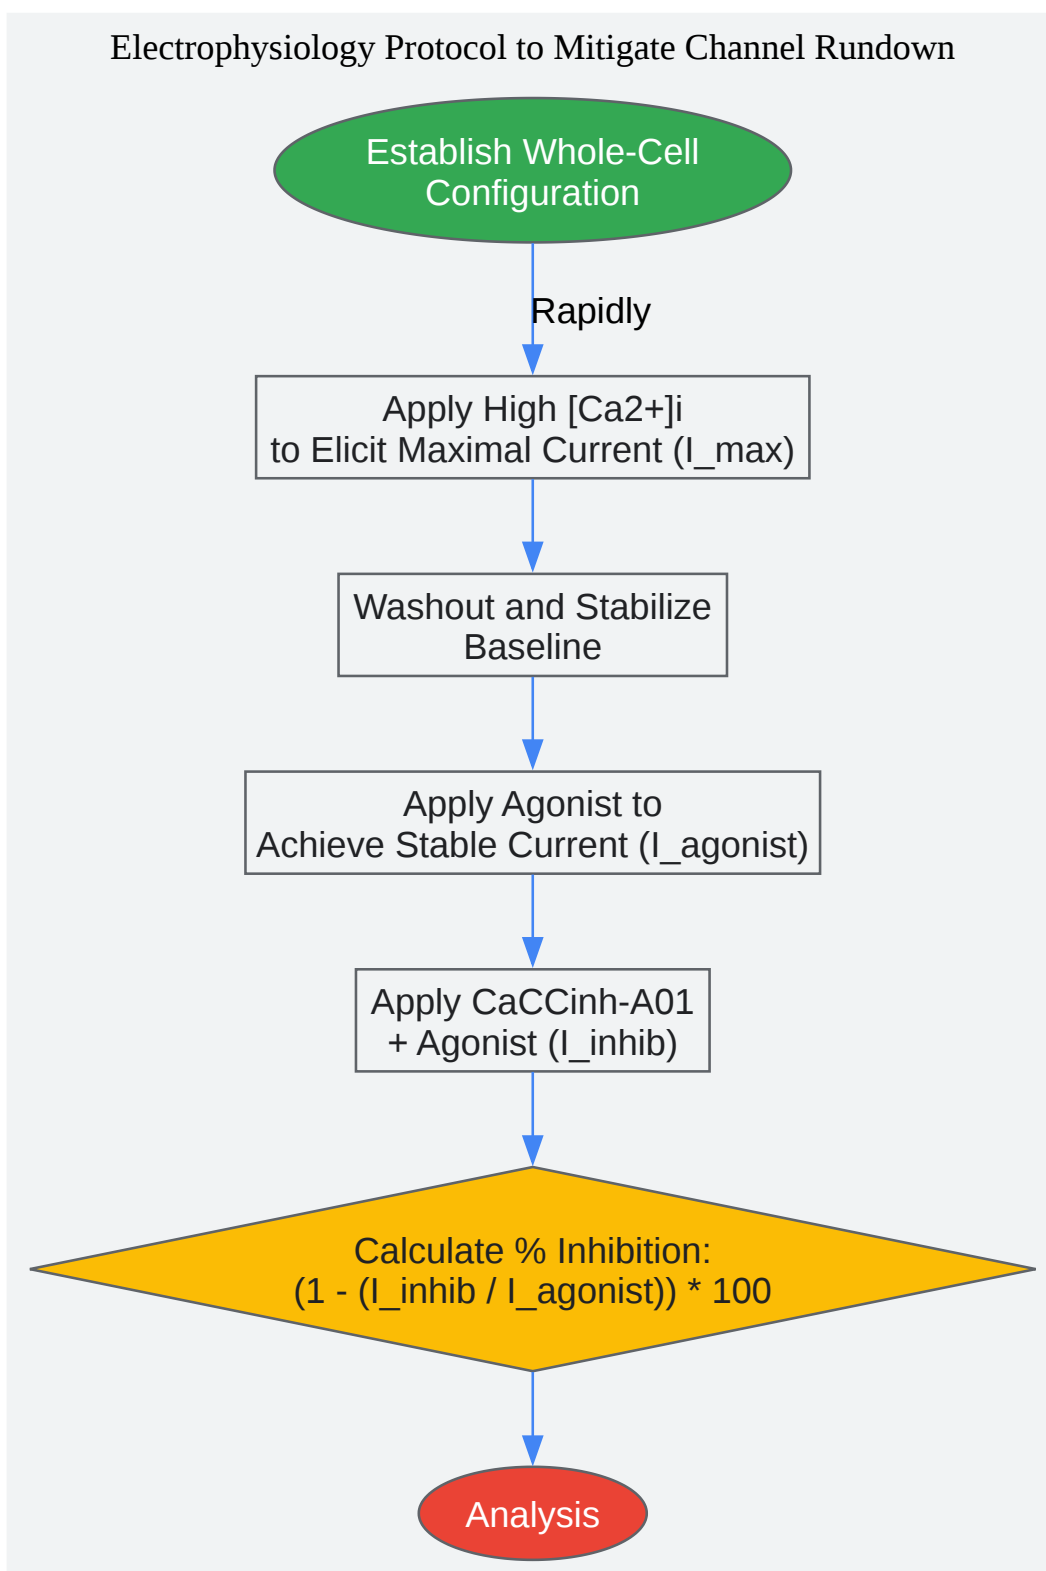 Electrophysiology Protocol to Mitigate Channel Rundown
Establish Whole-Cell
Configuration
Rapidly
Apply High [Ca2+]i
to Elicit Maximal Current (I_max)
Washout and Stabilize
Baseline
Apply Agonist to
Achieve Stable Current (I_agonist)
Apply CaCCinh-A01
+ Agonist (I_inhib)
Calculate % Inhibition:
(1 - (I_inhib / I_agonist)) * 100
Analysis